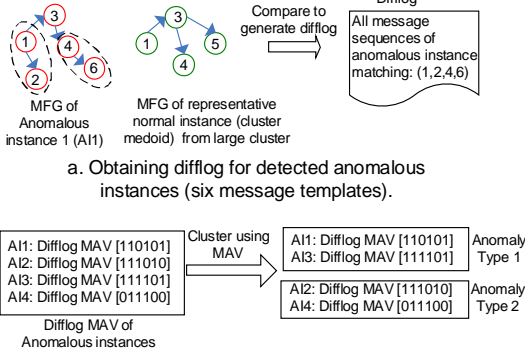 Difflog
3
1
4
2
6
3
1
4
5
Compare to
generate difflog
All message
sequences of
anomalous instance
matching: (1,2,4,6)
MFG of
Anomalous
instance 1 (AI1)
MFG of representative
normal instance (cluster
medoid) from large cluster
a. Obtaining difflog for detected anomalous
instances (six message templates).
AI1: Difflog MAV [110101]
AI2: Difflog MAV [111010]
AI3: Difflog MAV [111101]
AI4: Difflog MAV [011100]
Difflog MAV of
Anomalous instances
Cluster using
MAV
AI1: Difflog MAV [110101]
AI3: Difflog MAV [111101]
Anomaly
Type 1
AI2: Difflog MAV [111010]
AI4: Difflog MAV [011100]
Anomaly
Type 2